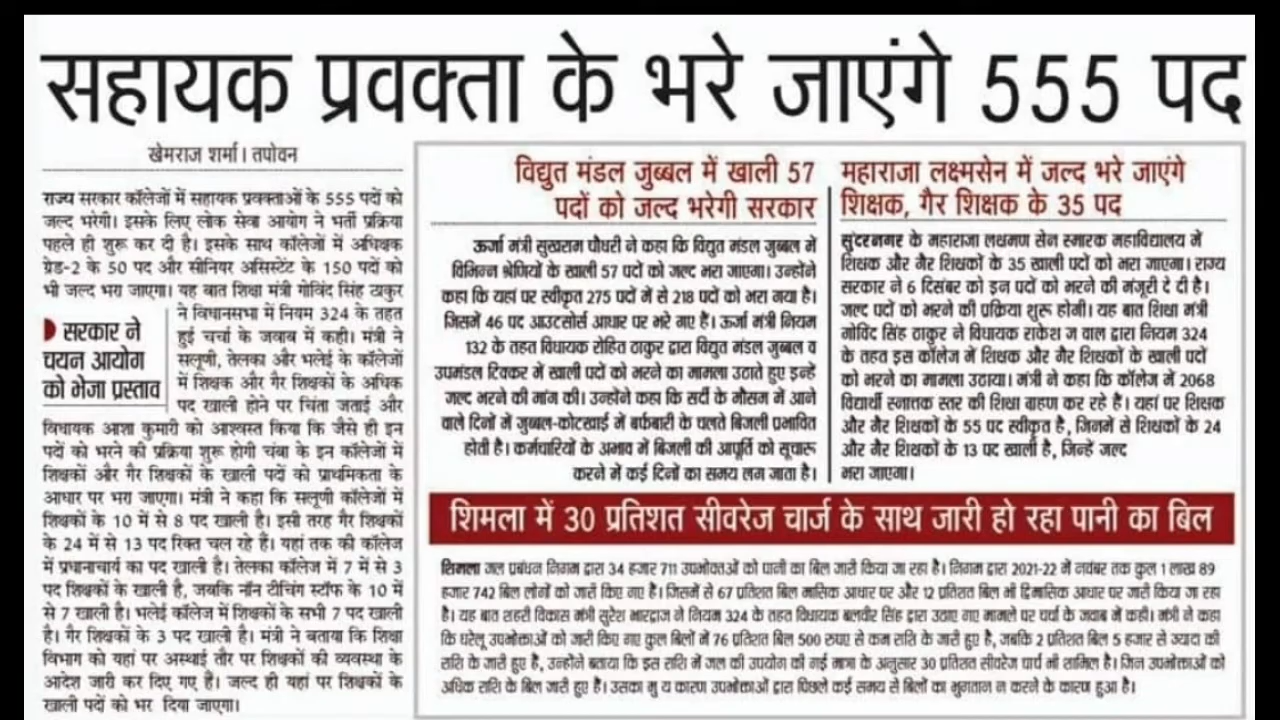 सहायक प्रवक्ता के भरे जाएंगे 555 पद
खेमराज शर्मा। तपोवन
राज्य सरकार कॉलेजों में सहायक प्रवक्ताओं के 555 पदों को
जल्द भरेगी। इसके लिए लोक सेवा आयोग ने भर्ती प्रक्रिया
पहले ही शुरू कर दी है। इसके साथ कॉलेजों में अधिक्षक
ग्रेड-2 के 50 पद और सीनियर असिस्टेंट के 150 पदों को
भी जल्द भरा जाएगा। यह बात शिक्षा मंत्री गोविंद सिंह ठाकुर
ने विधानसभा में नियम 324 के तहत
हुई चर्चा के जवाब में कही। मंत्री ने
सलूणी, तेलका और भलेई के कॉलेजों
में शिक्षक और गैर शिक्षकों के अधिक
पद खाली होने पर चिंता जताई और
सरकार ने
चयन आयोग
को भेजा प्रस्ताव
विधायक आशा कुमारी को आश्वस्त किया कि जैसे ही इन
पदों को भरने की प्रक्रिया शुरू होगी चंबा के इन कॉलेजों में
शिक्षकों और गैर शिक्षकों के खाली पदों को प्राथमिकता के
आधार पर भरा जाएगा। मंत्री ने कहा कि सलूणी कॉलेजों में
शिक्षकों के 10 में से 8 पद खाली है। इसी तरह गैर शिक्षकों
के 24 में से 13 पद रिक्त चल रहे हैं। यहां तक की कॉलेज
में प्रधानाचार्य का पद खाली है। तेलका कॉलेज में 7 में से 3
पद शिक्षकों के खाली है, जबकि नॉन टीचिंग स्टॉफ के 10 में
से 7 खाली है। भलेई कॉलेज में शिक्षकों के सभी 7 पद खाली
है। गैर शिक्षकों के 3 पद खाली है। मंत्री ने बताया कि शिक्षा
विभाग को यहां पर अस्थाई तौर पर शिक्षकों की व्यवस्था के
आदेश जारी कर दिए गए है। जल्द ही यहां पर शिक्षकों के
खाली पदों को भर दिया जाएगा।
विद्युत मंडल जुब्बल में खाली 57
पदों को जल्द भरेगी सरकार
ऊर्जा मंत्री सुखराम चौधरी ने कहा कि विद्युत मंडल जुब्बल में
विभिन्न श्रेणियों के खाली 57 पदों को जल्द भरा जाएगा। उन्होंने
कहा कि यहां पर स्वीकृत 275 पदों में से 218 पदों को भरा गया है।
जिसमें 46 पद आउटसोर्स आधार पर भरे गए हैं। ऊर्जा मंत्री नियम
132 के तहत विधायक रोहित ठाकुर द्वारा विद्युत मंडल जुब्बल व
उपमंडल टिक्कर में खाली पदों को भरने का मामला उठाते हुए इन्हें
जल्द भरने की मांग की। उन्होंने कहा कि सर्दी के मौसम में आने
वाले दिनों में जुब्बल-कोटखाई में बर्फबारी के चलते बिजली प्रभावित
होती है। कर्मचारियों के अभाव में बिजली की आपूर्ति को सूचारू
करने में कई दिनों का समय लग जाता है।
महाराजा लक्ष्मसेन में जल्द भरे जाएंगे
शिक्षक, गैर शिक्षक के 35 पद
सुंदरनगर के महाराजा लक्ष्मण सेन स्मारक महाविद्यालय में
शिक्षक और गैर शिक्षकों के 35 खाली पदों को भरा जाएगा। राज्य
सरकार ने 6 दिसंबर को इन पदों को भरने की मंजूरी दे दी है।
जल्द पदों को भरने की प्रक्रिया शुरू होगी। यह बात शिक्षा मंत्री
गोविंद सिंह ठाकुर ने विधायक राकेश ज वाल द्वारा नियम 324
के तहत इस कॉलेज में शिक्षक और गैर शिक्षकों के खाली पदों
को भरने का मामला उठाया। मंत्री ने कहा कि कॉलेज में 2068
विद्यार्थी स्नात्तक स्तर की शिक्षा ग्रहण कर रहे हैं। यहां पर शिक्षक
और गैर शिक्षकों के 55 पद स्वीकृत है, जिनमें से शिक्षकों के 24
और गैर शिक्षकों के 13 पद खाली है, जिन्हें जल्द
भरा जाएगा।
शिमला में 30 प्रतिशत सीवरेज चार्ज के साथ जारी हो रहा पानी का बिल
शिमला जल प्रबंधन निगम द्वारा 34 हजार 711 उपभोक्ताओं को पानी का बिल जारी किया जा रहा है। निगम द्वारा 2021-22 में नवंबर तक कुल 1 लाख 89
हजार 742 बिल लोगों को जारी किए गए हैं। जिसमें से 67 प्रतिशत बिल मासिक आधार पर और 12 प्रतिशत बिल भी द्विमासिक आधार पर जारी किया जा रहा
है। यह बात शहरी विकास मंत्री सुरेश भारद्वाज ने नियम 324 के तहत विधायक बलवीर सिंह द्वारा उठाए गए मामले पर चर्चा के जवाब में कही। मंत्री ने कहा
कि घरेलू उपभोक्ताओं को जारी किए गए कुल बिलों में 76 प्रतिशत बिल 500 रुपए से कम राशि के जारी हुए है, जबकि 2 प्रतिशत बिल 5 हजार से ज्यादा की
राशि के जारी हुए है, उन्होंने बताया कि इस राशि में जल की उपयोग की गई मात्रा के अनुसार 30 प्रतिशत सीवरेज चार्ज भी शामिल है। जिन उपभोक्ताओं को
अधिक राशि के बिल जारी हुए है। उसका मु य कारण उपभोक्ताओं द्वारा पिछले कई समय से बिलों का भुगतान न करने के कारण हुआ है।